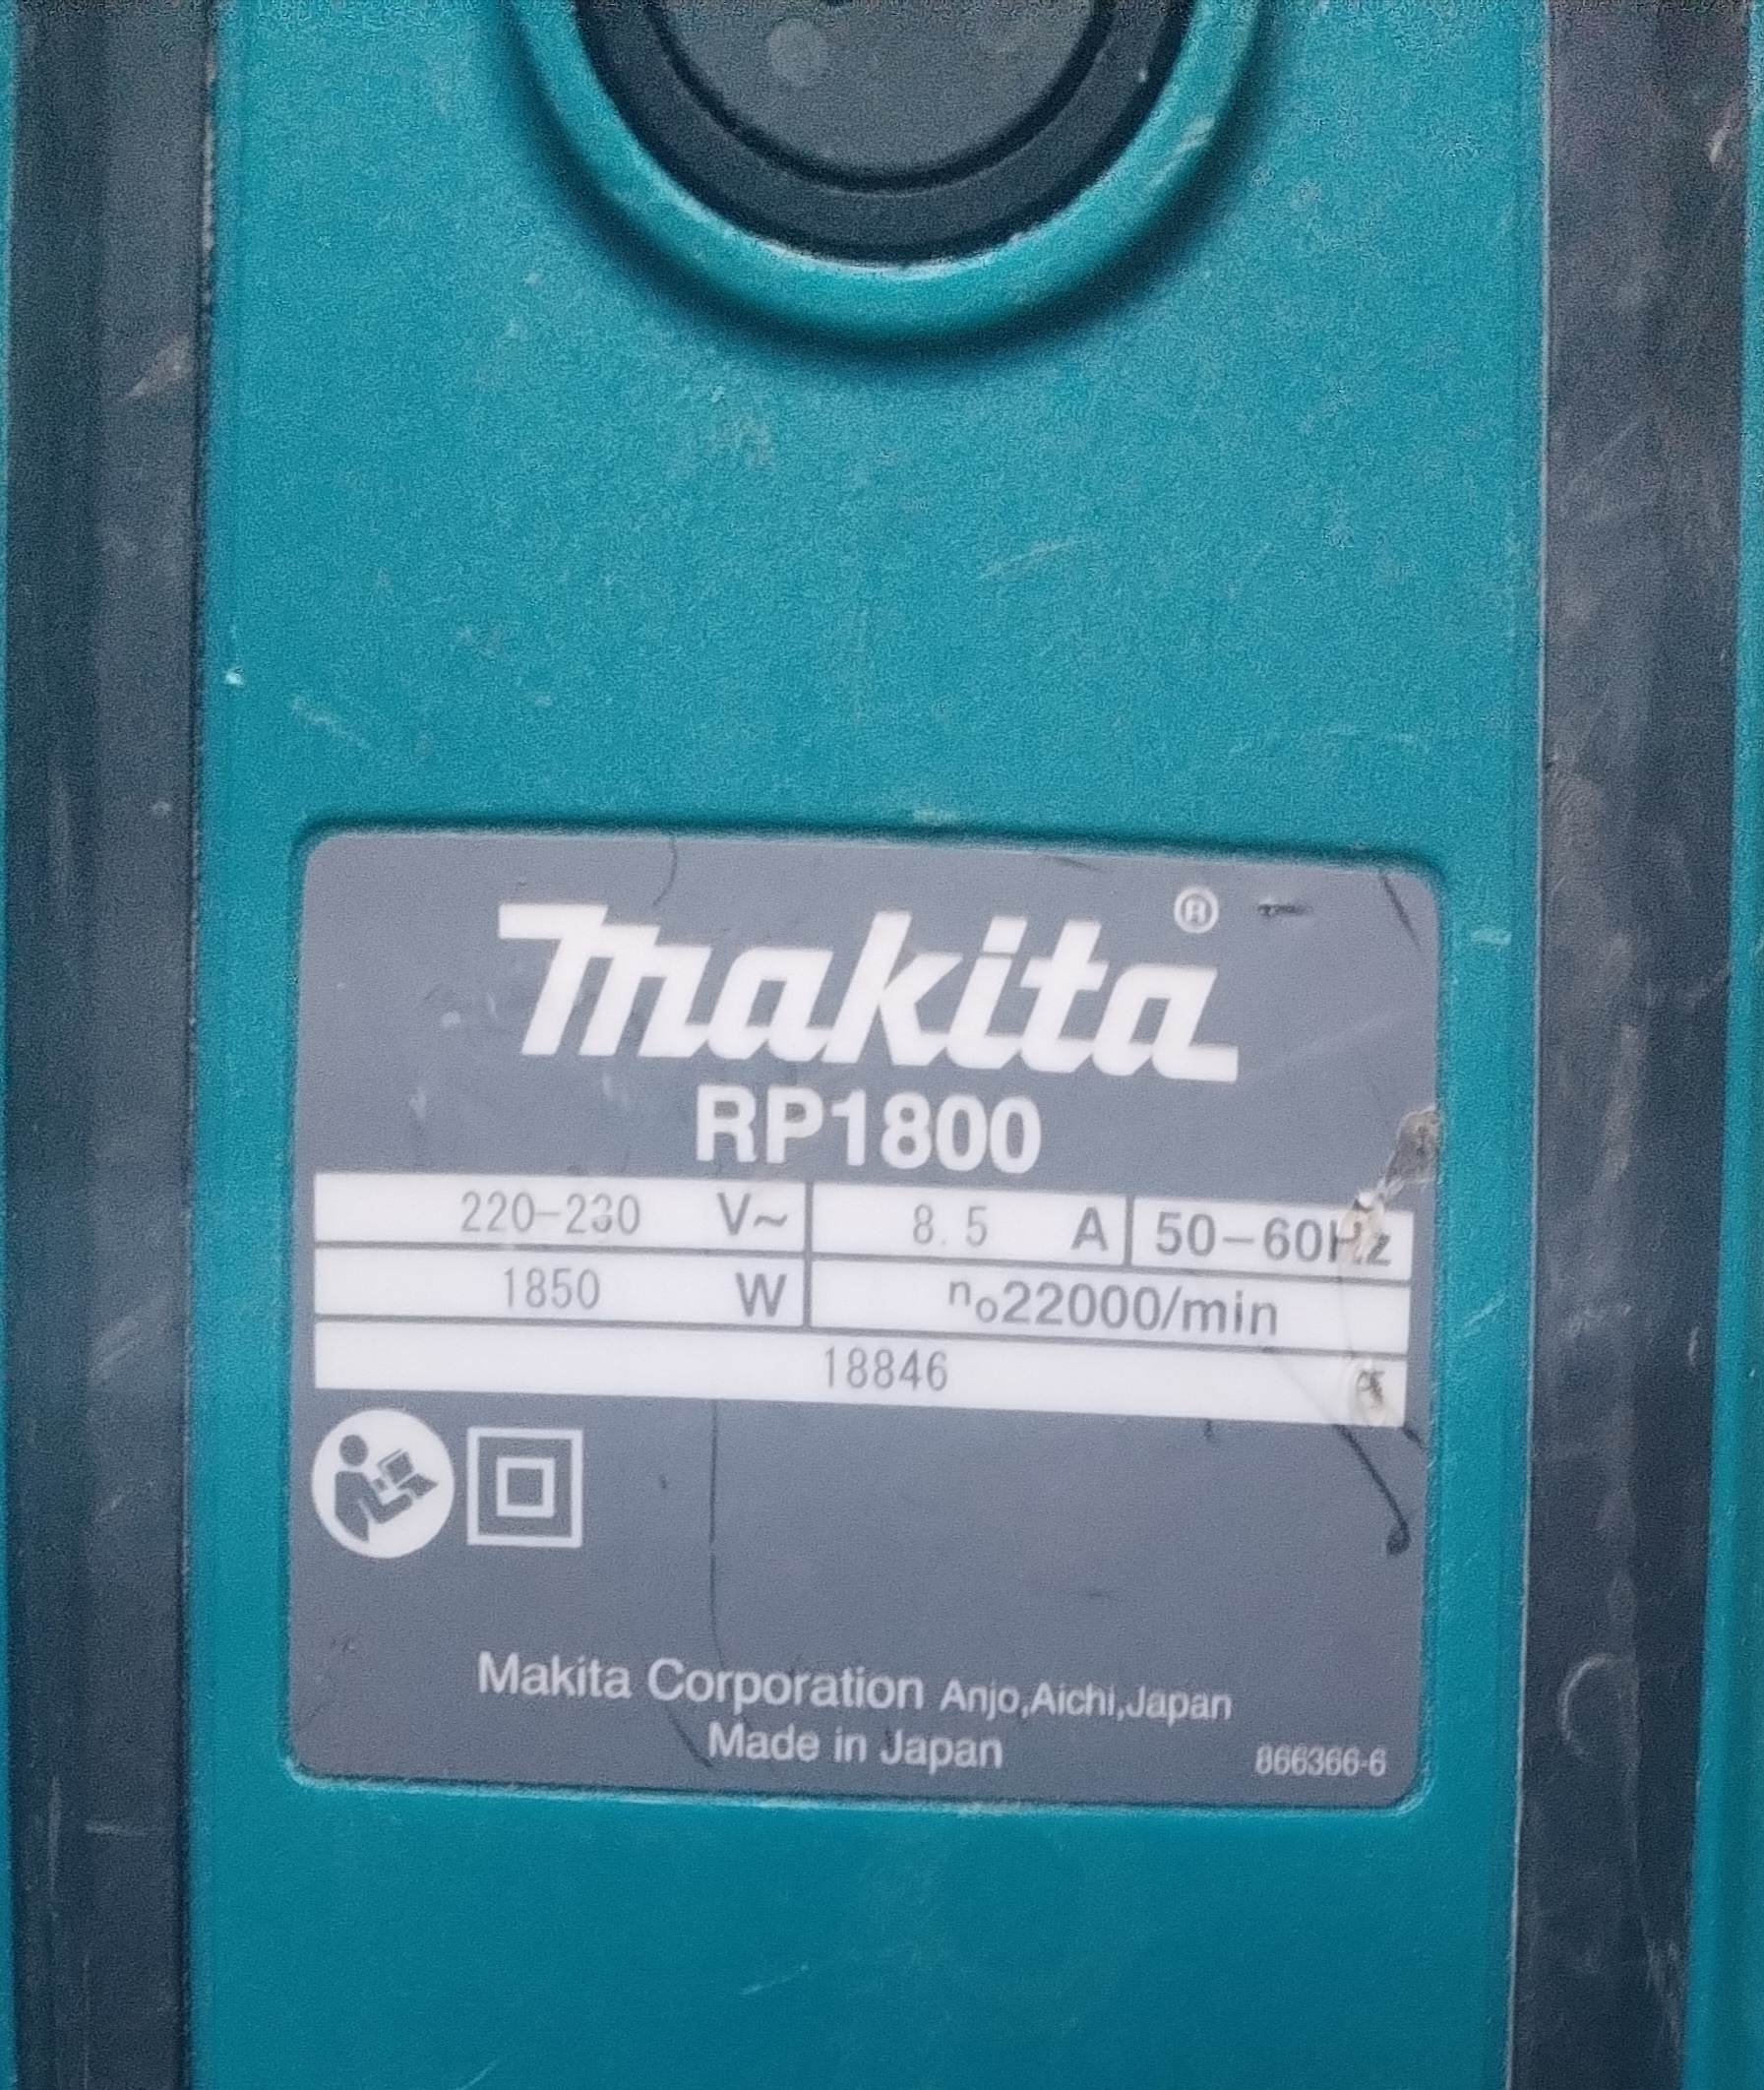 makita®
RP1800
220-230 V~ 8.5 A 50-60Hz
1850 W no22000/min
18846
Makita Corporation Anjo,Aichi,Japan
Made in Japan
866366-6